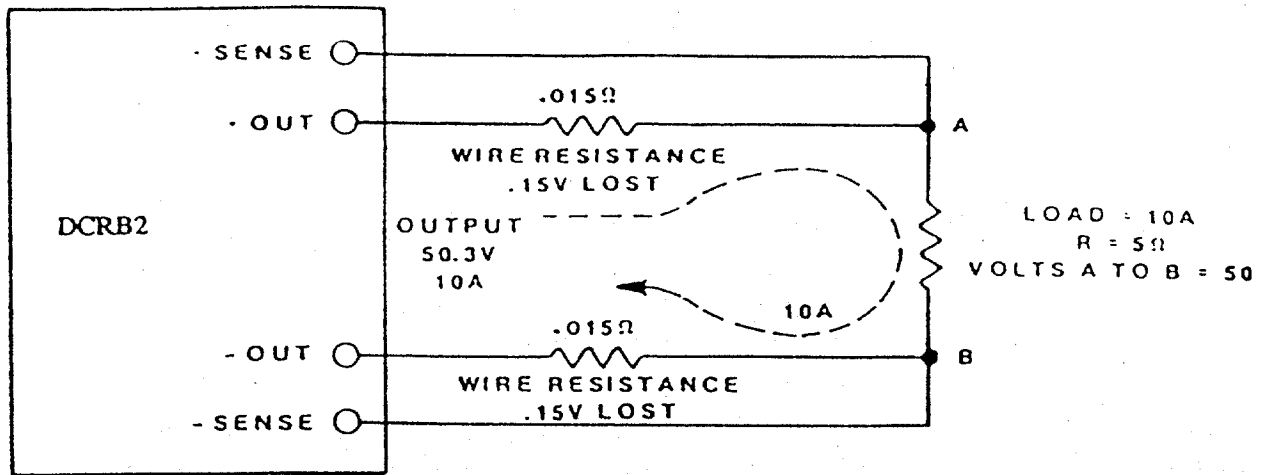 · SENSE
· OUT
.015Ω
A
WIRE RESISTANCE
.15V LOST
DCRB2
OUTPUT
50.3V
10A
LOAD = 10A
R = 5Ω
VOLTS A TO B = 50
10A
.015Ω
- OUT
B
WIRE RESISTANCE
.15V LOST
- SENSE